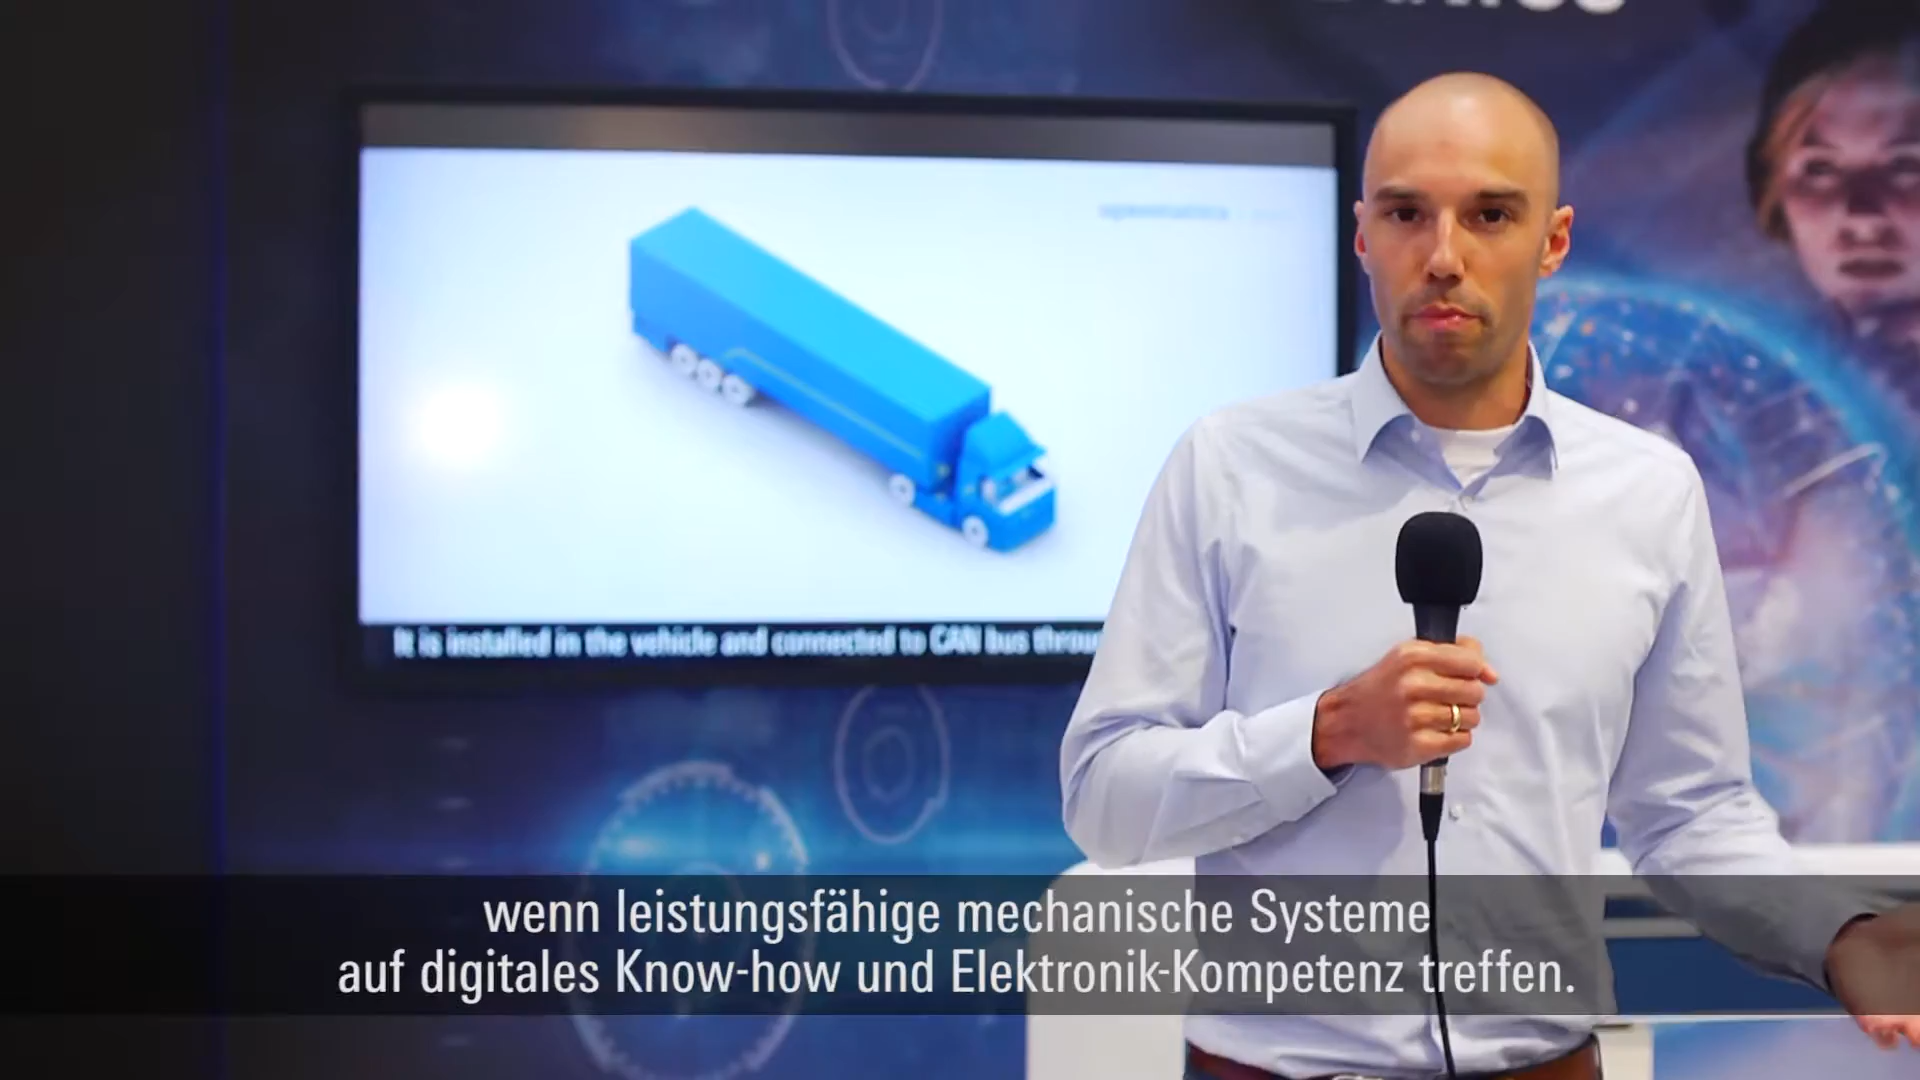 It is installed in the vehicle and connected to CAN bus
wenn leistungsfähige mechanische Systeme
auf digitales Know-how und Elektronik-Kompetenz treffen.